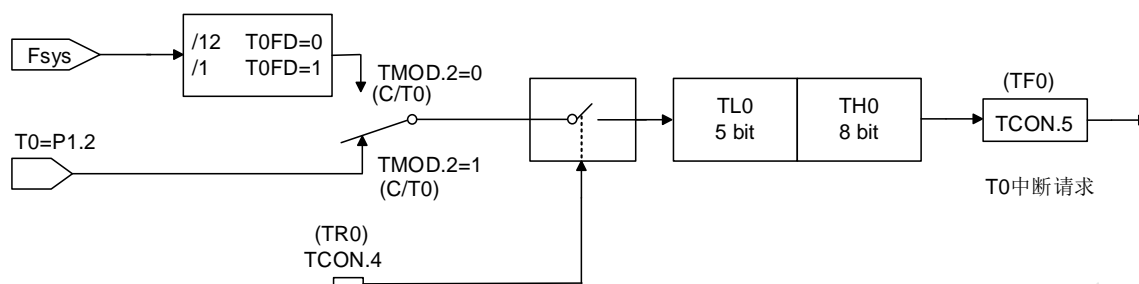 Fsys
/12 T0FD=0
/1 T0FD=1
TMOD.2=0
(C/T0)
T0=P1.2
TMOD.2=1
(C/T0)
(TR0)
TCON.4
TL0
5 bit
TH0
8 bit
(TF0)
TCON.5
T0中断请求